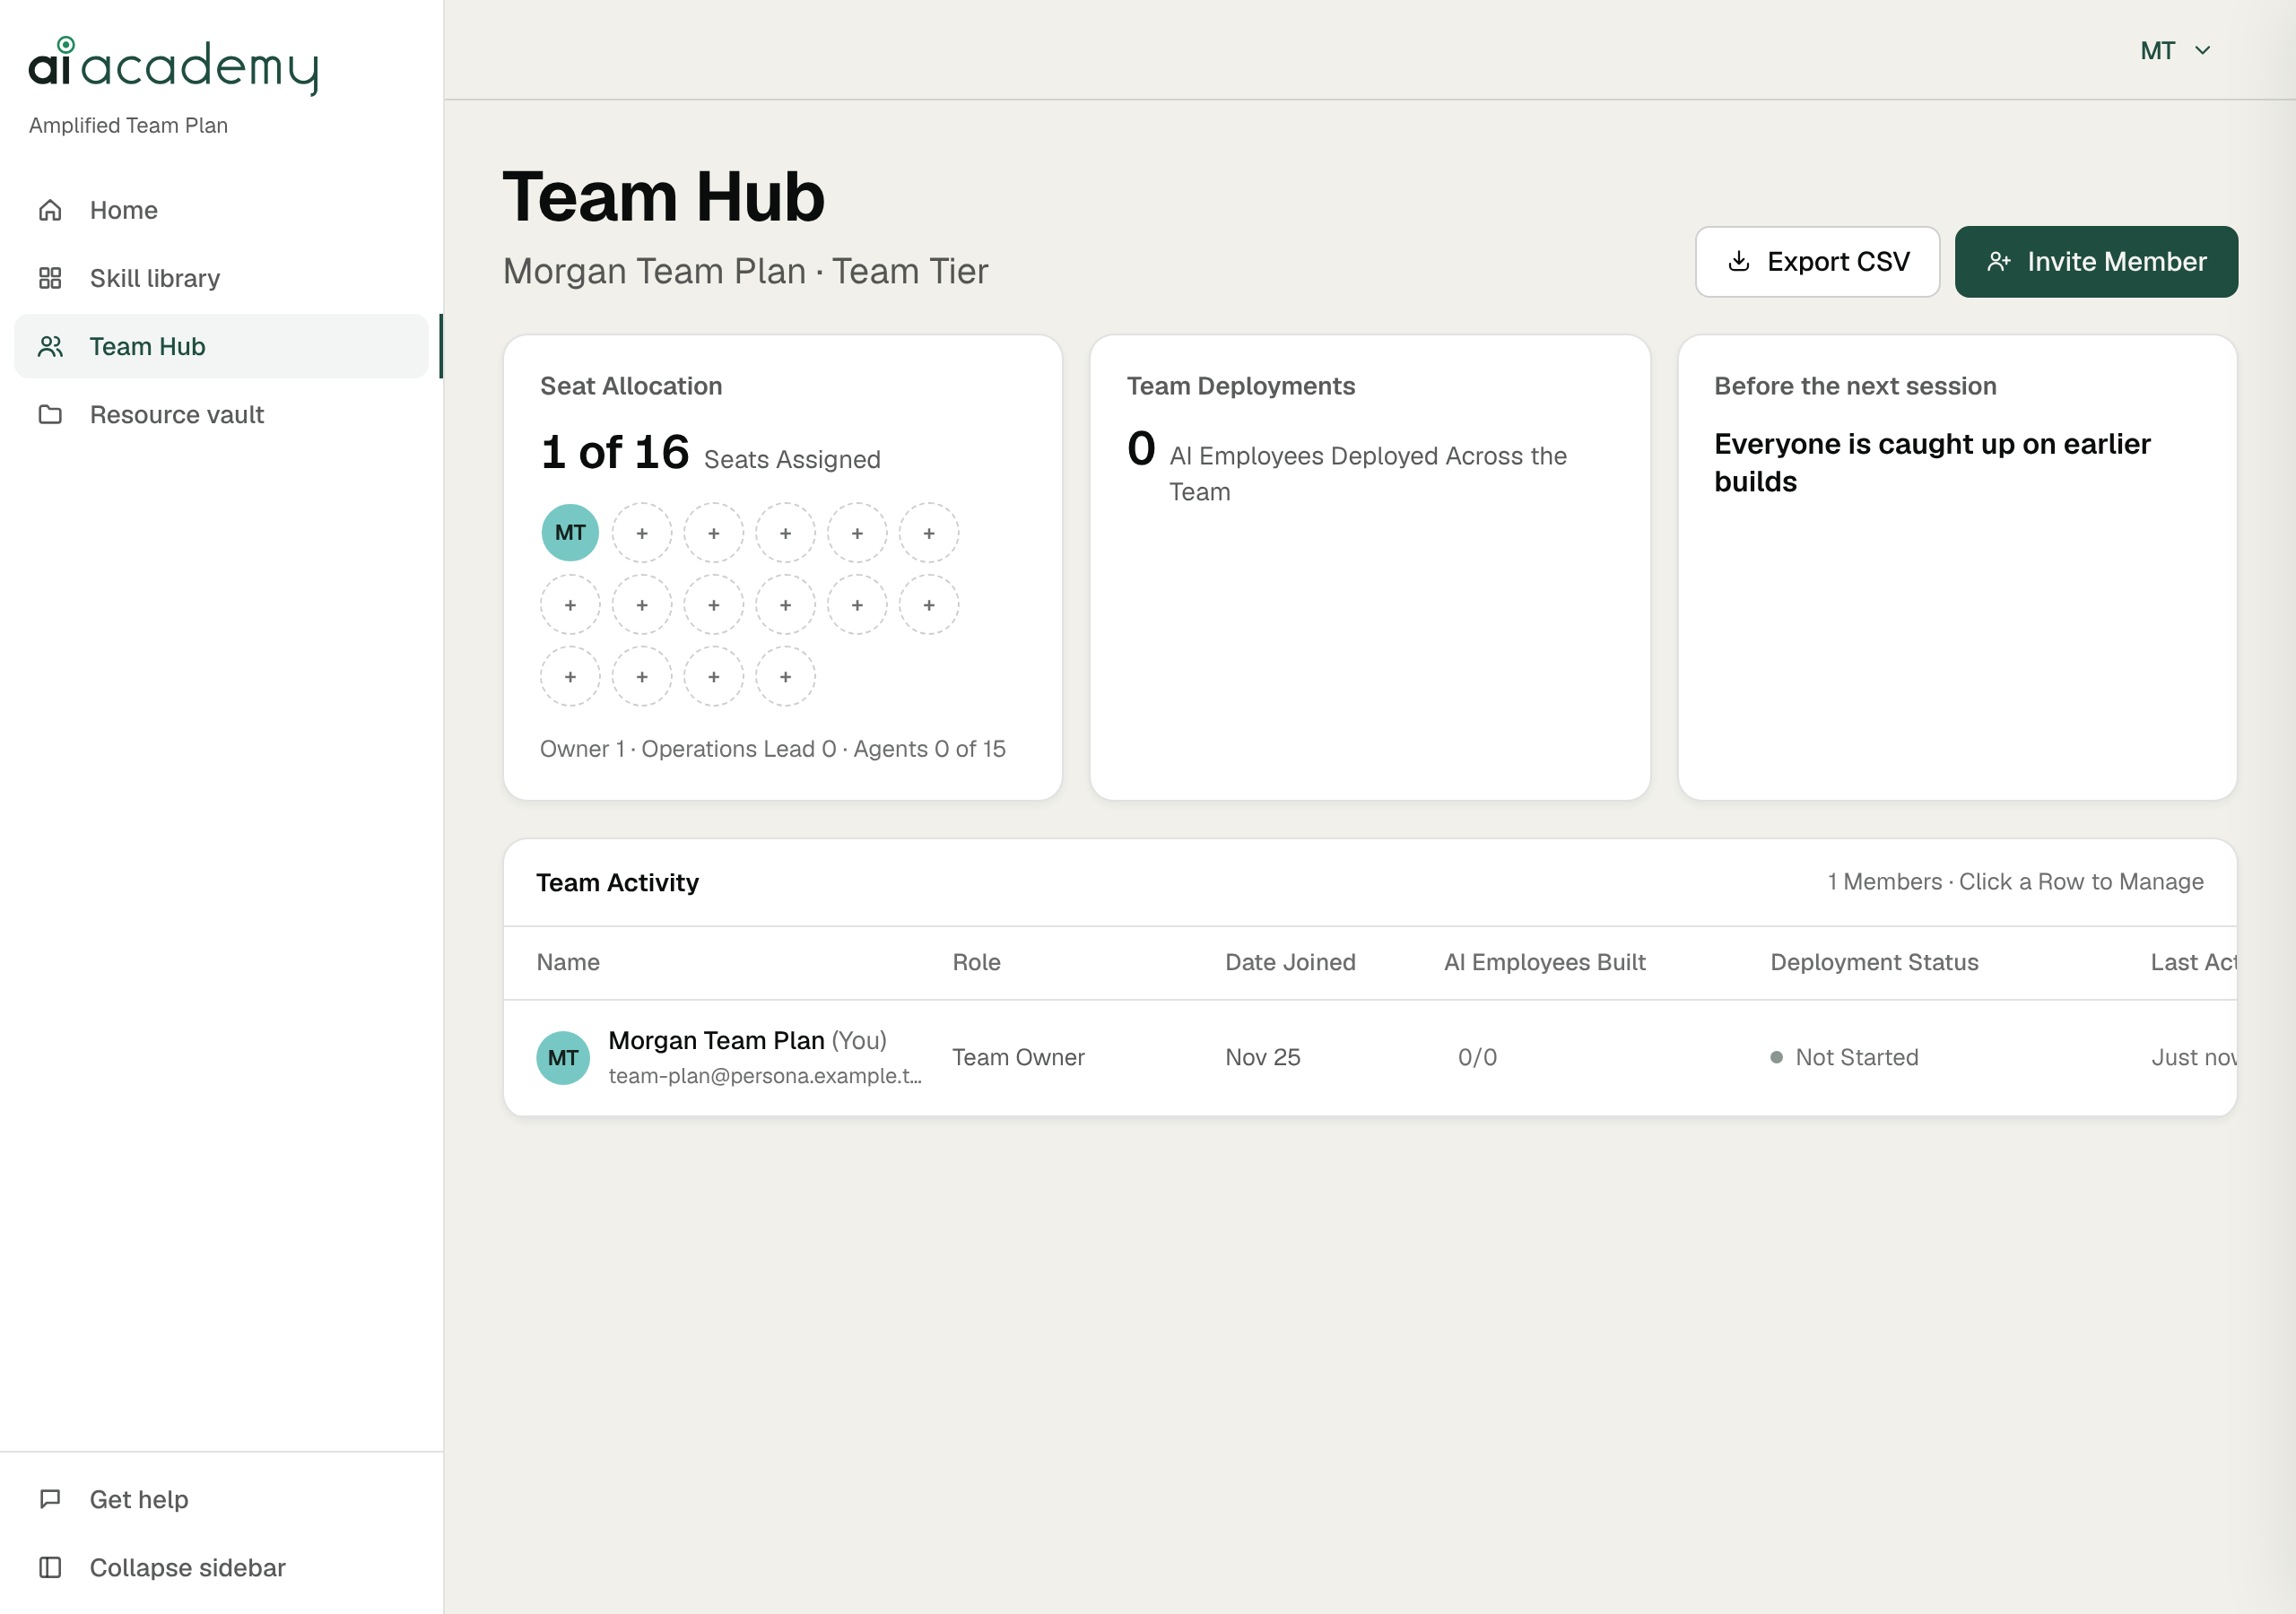 ai academy
Amplified Team Plan
Home
Skill library
Team Hub
Resource vault
Get help
Collapse sidebar
MT
Team Hub
Morgan Team Plan · Team Tier
Export CSV
Invite Member
Seat Allocation
1 of 16 Seats Assigned
MT + + + + +
+ + + + + +
+ + + +
Owner 1 · Operations Lead 0 · Agents 0 of 15
Team Deployments
0 AI Employees Deployed Across the
Team
Before the next session
Everyone is caught up on earlier
builds
Team Activity
1 Members · Click a Row to Manage
Name Role Date Joined AI Employees Built Deployment Status Last Act
MT Morgan Team Plan (You) Team Owner Nov 25 0/0 Not Started Just now
team-plan@persona.example.t...